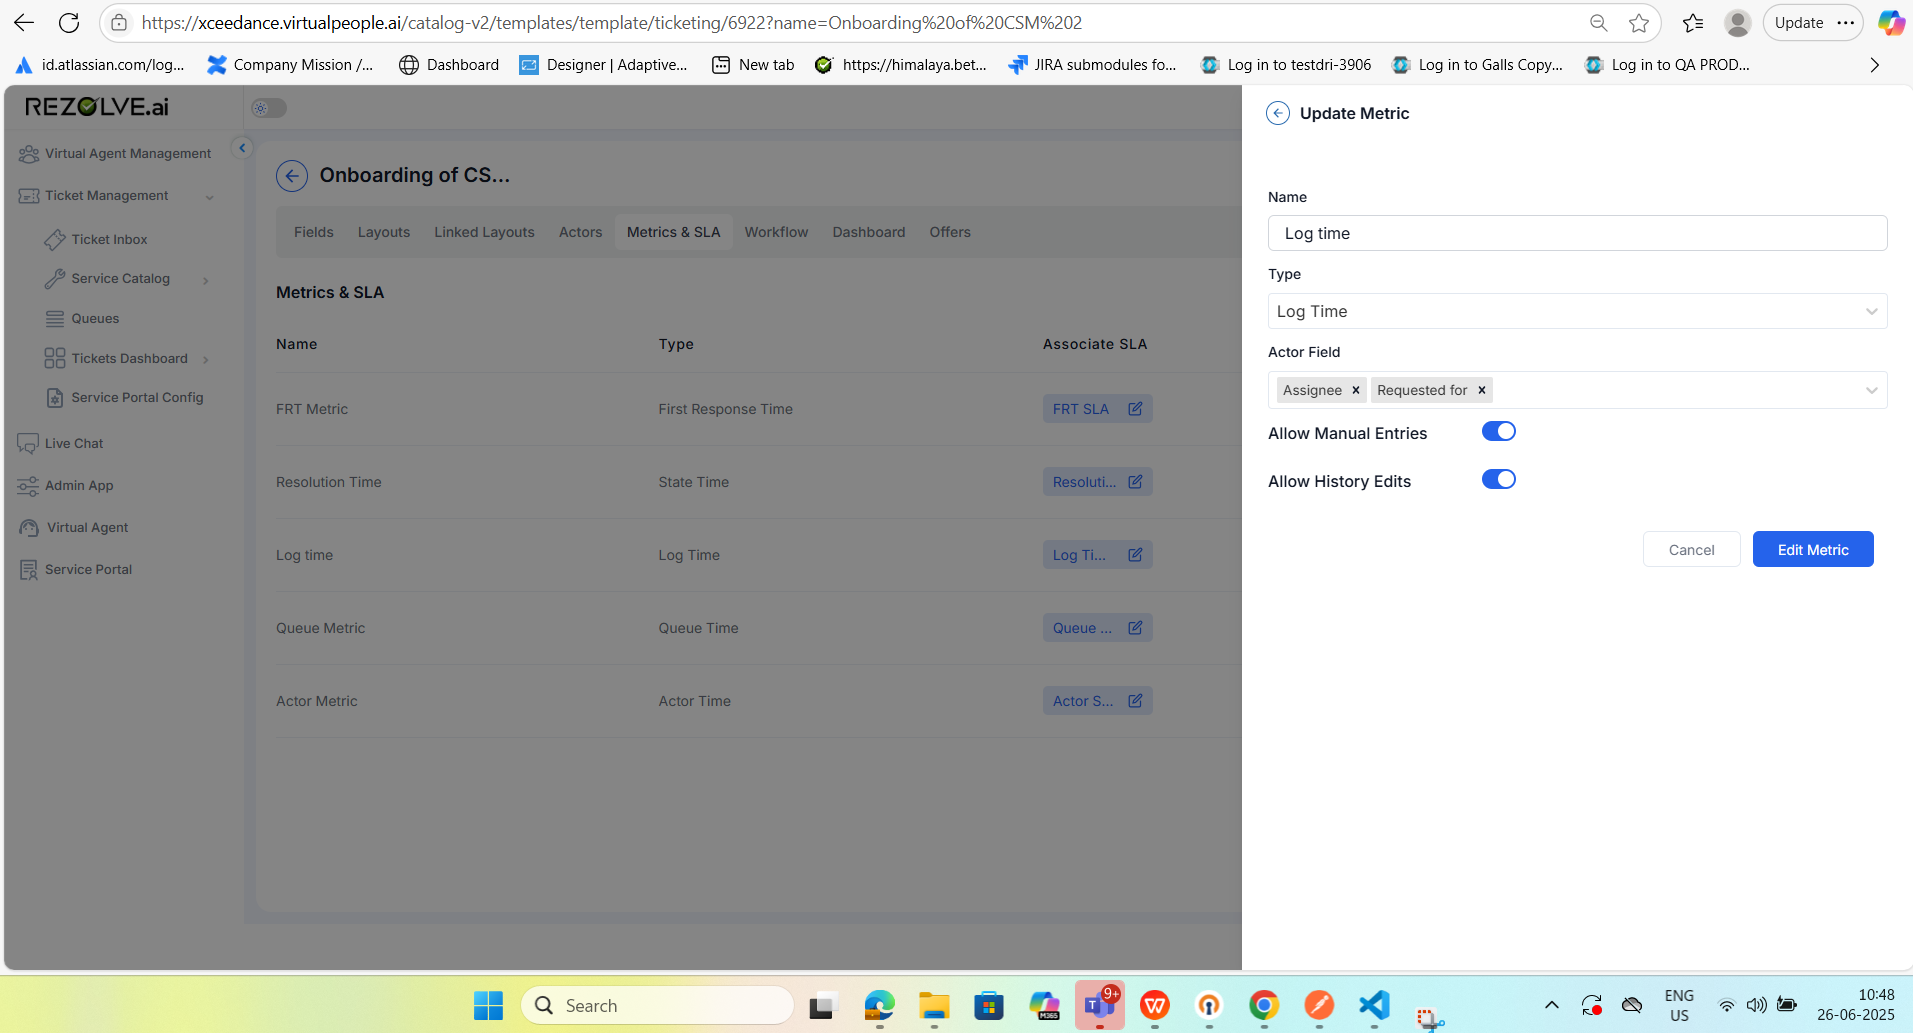 https://xceedance.virtualpeople.ai/catalog-v2/templates/template/ticketing/6922?name=Onboarding%20of%20CSM%202
Update
id.atlassian.com/log...
Company Mission /...
Dashboard
Designer | Adaptive...
New tab
https://himalaya.bet...
JIRA submodules fo...
Log in to testdri-3906
Log in to Galls Copy...
Log in to QA PROD...
REZOLVE.ai
Virtual Agent Management
Ticket Management
Ticket Inbox
Service Catalog
Queues
Tickets Dashboard
Service Portal Config
Live Chat
Admin App
Virtual Agent
Service Portal
Onboarding of CS...
Fields
Layouts
Linked Layouts
Actors
Metrics & SLA
Workflow
Dashboard
Offers
Metrics & SLA
Name
Type
Associate SLA
FRT Metric
First Response Time
FRT SLA
Resolution Time
State Time
Resoluti...
Log time
Log Time
Log Ti...
Queue Metric
Queue Time
Queue ...
Actor Metric
Actor Time
Actor S...
Update Metric
Name
Log time
Type
Log Time
Actor Field
Assignee
Requested for
Allow Manual Entries
Allow History Edits
Cancel
Edit Metric
Search
M365
T
9+
W
ENG
US
10:48
26-06-2025